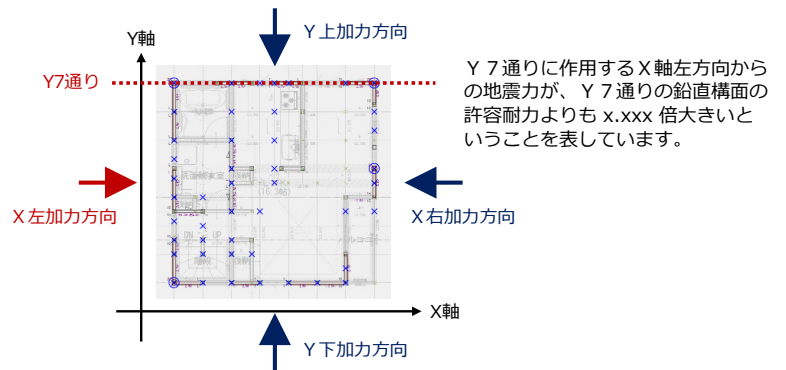 Y上加力方向
Y軸
Y7通り
Y7通りに作用するX軸左方向から
の地震力が、Y7通りの鉛直構面の
許容耐力よりも x.xxx 倍大きいと
いうことを表しています。
X左加力方向
X右加力方向
X軸
Y下加力方向